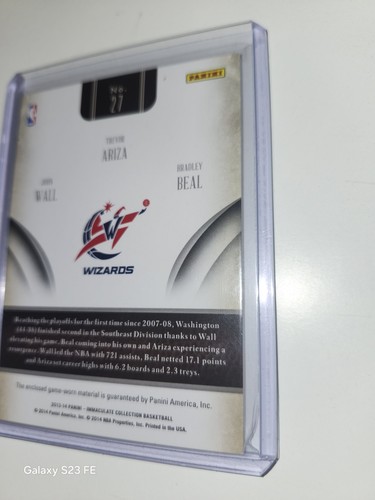 No.
27
PANINI
TREVOR
ARIZA
JOHN
WALL
BRADLEY
BEAL
W
WIZARDS
Breathing the playoffs for the first time since 2007-08, Washington
(44-38) finished second in the Southeast Division thanks to Wall
elevating his game, Beal coming into his own and Ariza experiencing a
resurgence. Wall led the NBA with 721 assists, Beal netted 17.1 points
and Ariza set career highs with 6.2 boards and 2.3 treys.
The enclosed game-worn material is guaranteed by Panini America, Inc.
2013-14 PANINI – IMMACULATE COLLECTION BASKETBALL
© 2014 Panini America, Inc. © 2014 NBA Properties, Inc. Printed in the USA.
Galaxy S23 FE